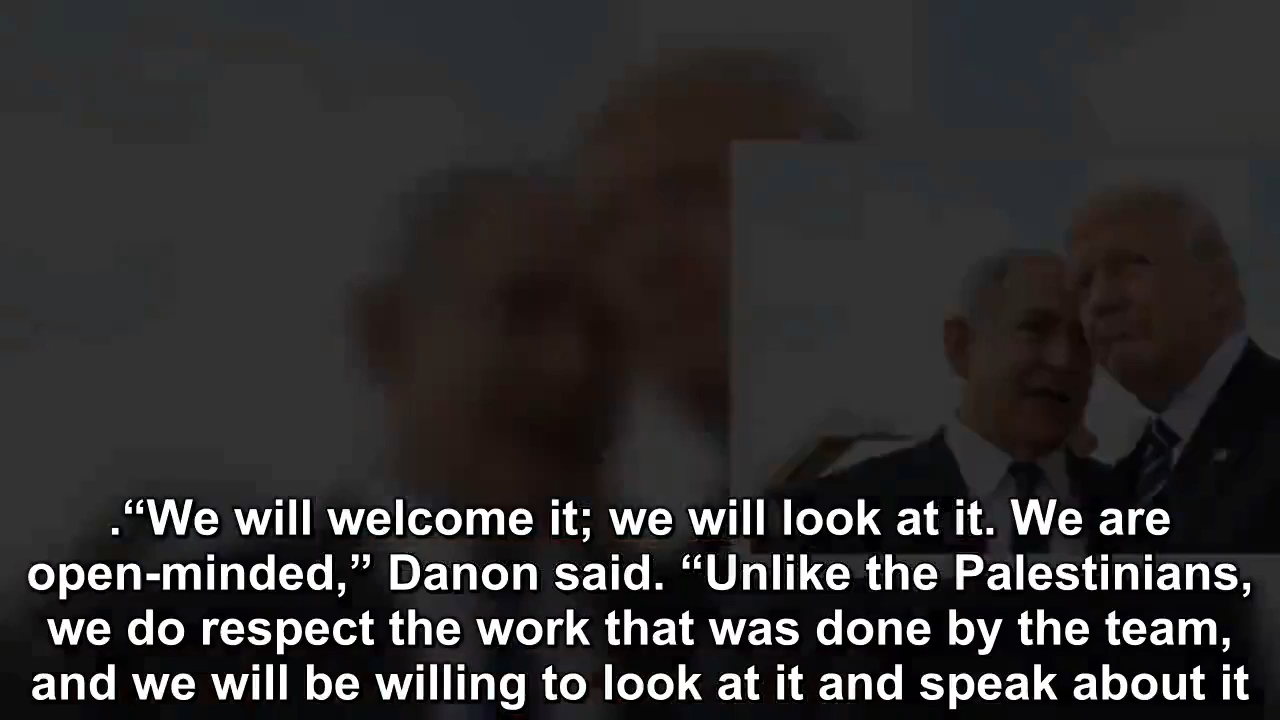 .“We will welcome it; we will look at it. We are
open-minded,” Danon said. “Unlike the Palestinians,
we do respect the work that was done by the team,
and we will be willing to look at it and speak about it